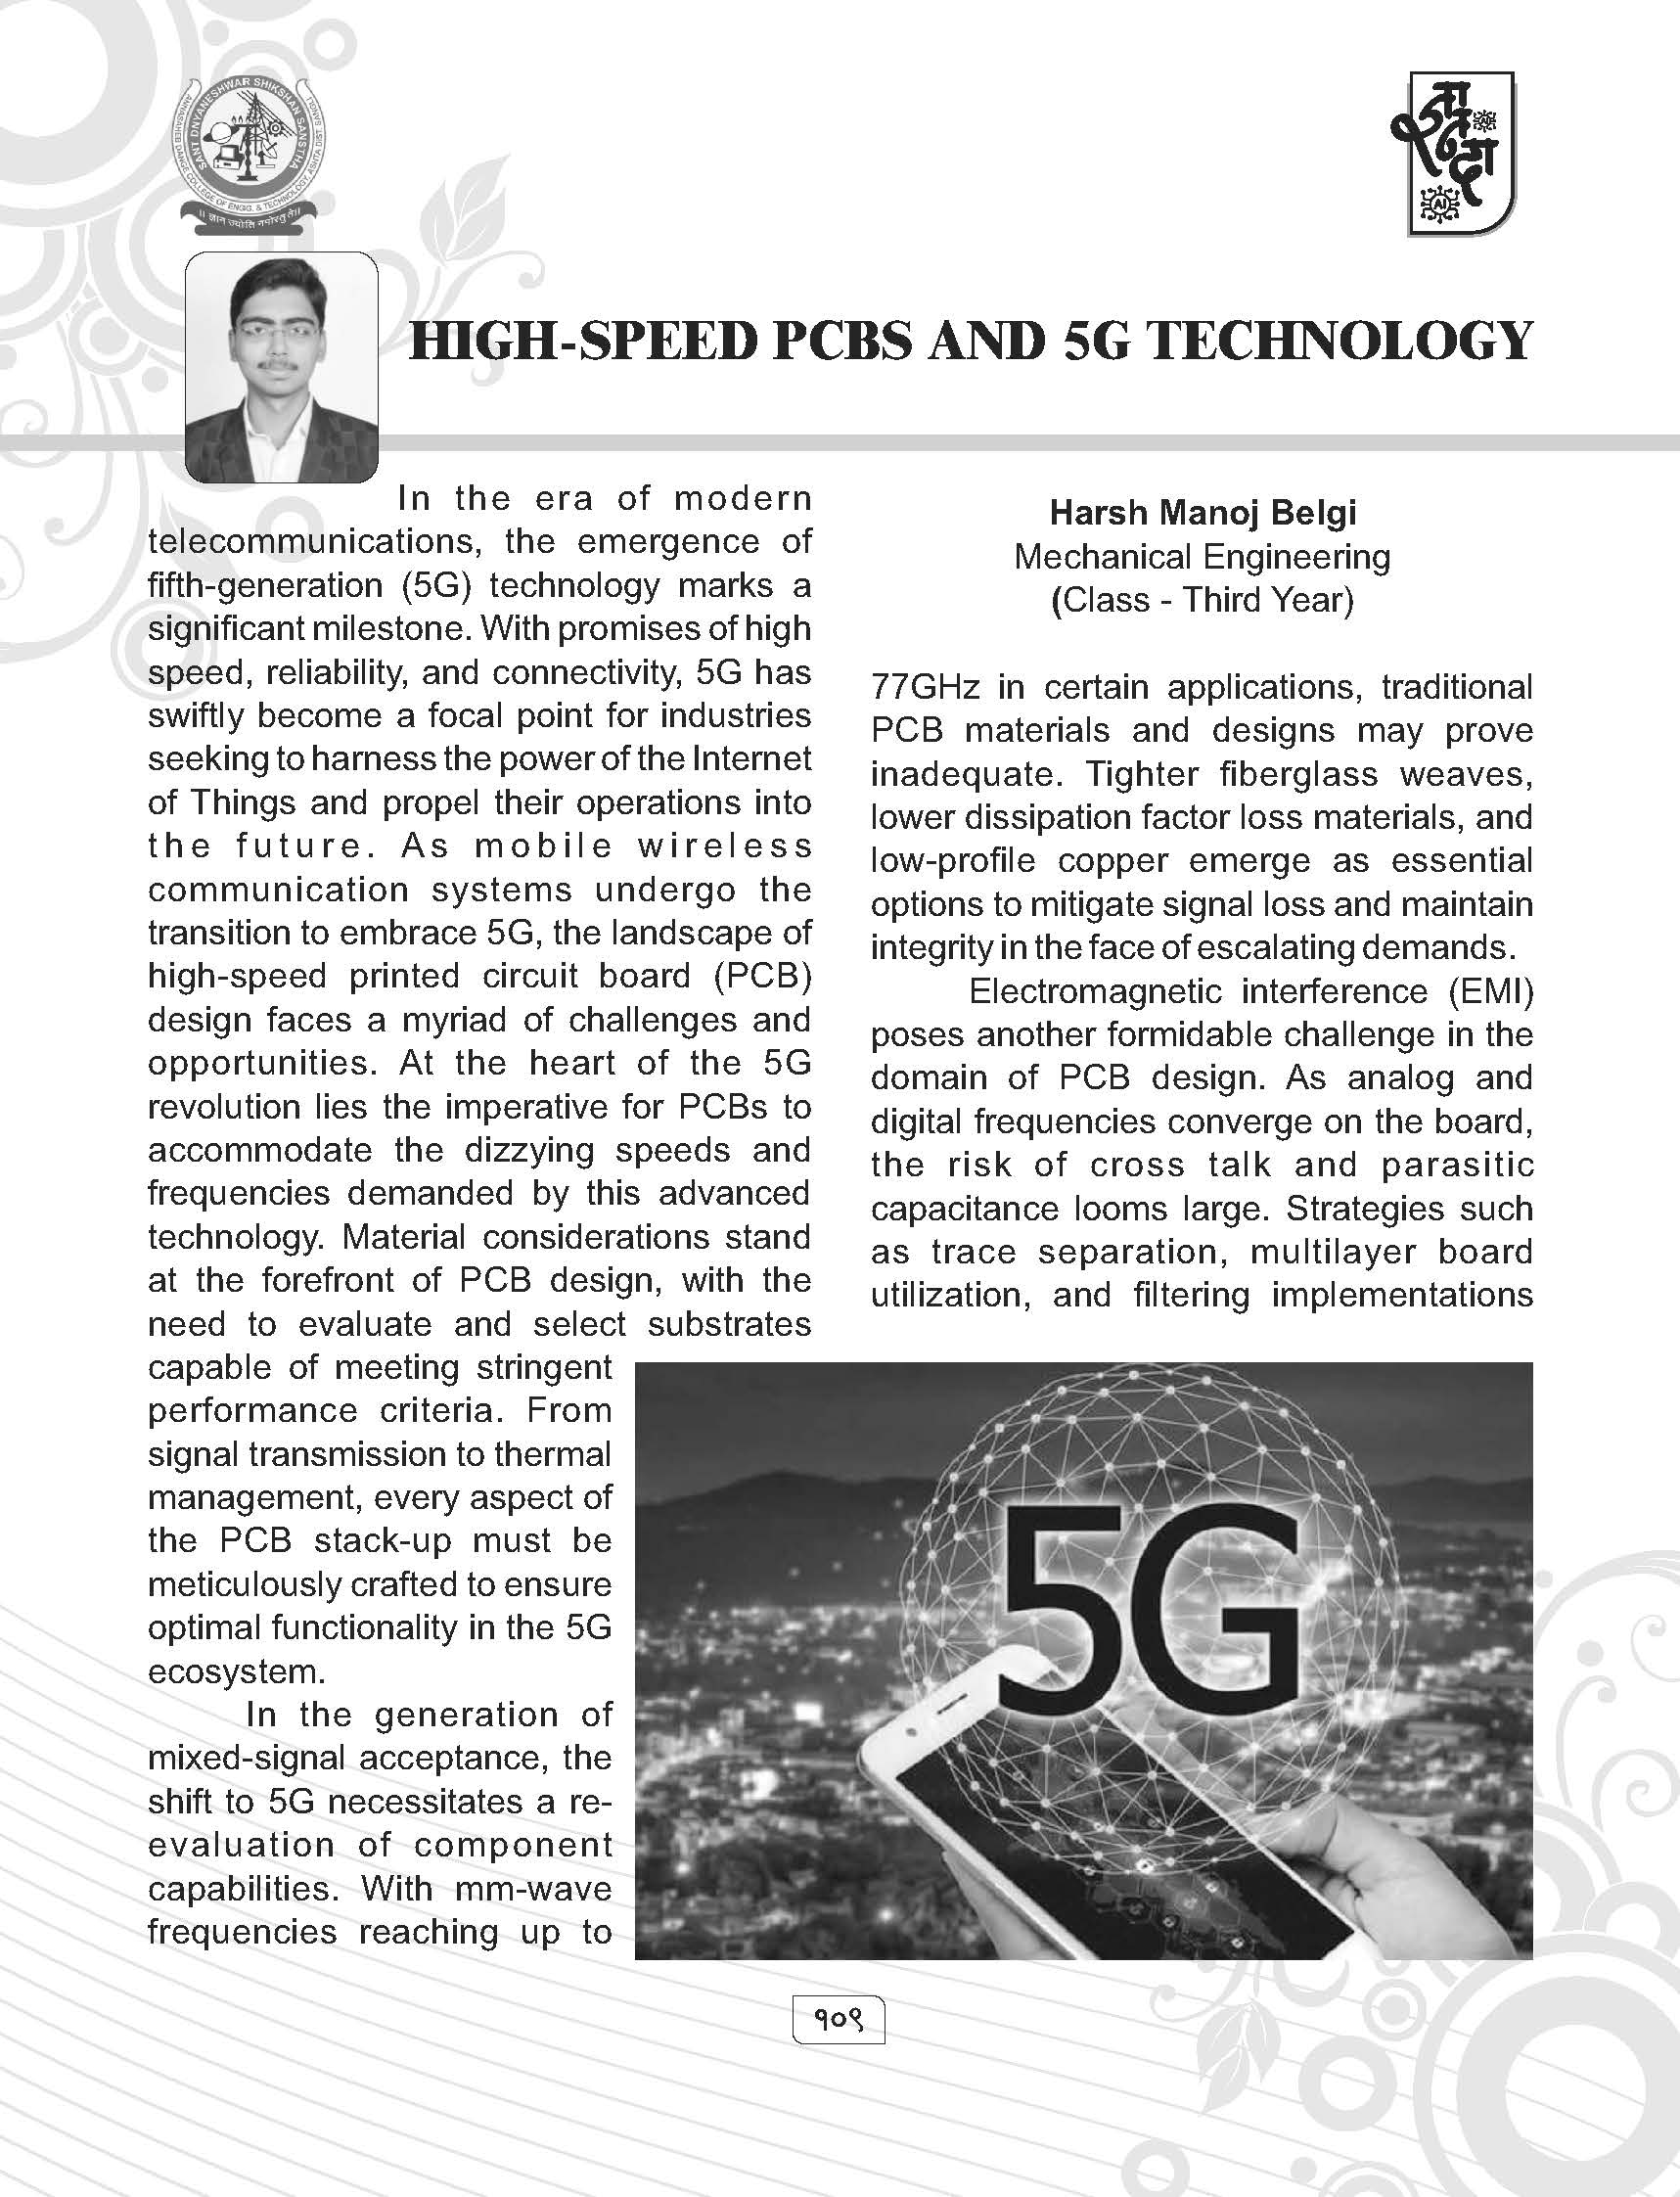 SANT DNYANESHWAR SHIKSHAN SANSTHA
ANNASAHEB DANGE COLLEGE OF ENGG. & TECHNOLOGY, ASHTA DIST. SANGLI
|| ज्ञान ज्योति नमोस्तुते||
AI
AI
HIGH-SPEED PCBS AND 5G TECHNOLOGY
In the era of modern
telecommunications, the emergence of
fifth-generation (5G) technology marks a
significant milestone. With promises of high
speed, reliability, and connectivity, 5G has
swiftly become a focal point for industries
seeking to harness the power of the Internet
of Things and propel their operations into
the future. As mobile wireless
communication systems undergo the
transition to embrace 5G, the landscape of
high-speed printed circuit board (PCB)
design faces a myriad of challenges and
opportunities. At the heart of the 5G
revolution lies the imperative for PCBs to
accommodate the dizzying speeds and
frequencies demanded by this advanced
technology. Material considerations stand
at the forefront of PCB design, with the
need to evaluate and select substrates
capable of meeting stringent
performance criteria. From
signal transmission to thermal
management, every aspect of
the PCB stack-up must be
meticulously crafted to ensure
optimal functionality in the 5G
ecosystem.
In the generation of
mixed-signal acceptance, the
shift to 5G necessitates a re-
evaluation of component
capabilities. With mm-wave
frequencies reaching up to
Harsh Manoj Belgi
Mechanical Engineering
(Class - Third Year)
77GHz in certain applications, traditional
PCB materials and designs may prove
inadequate. Tighter fiberglass weaves,
lower dissipation factor loss materials, and
low-profile copper emerge as essential
options to mitigate signal loss and maintain
integrity in the face of escalating demands.
Electromagnetic interference (EMI)
poses another formidable challenge in the
domain of PCB design. As analog and
digital frequencies converge on the board,
the risk of cross talk and parasitic
capacitance looms large. Strategies such
as trace separation, multilayer board
utilization, and filtering implementations
5G
१०९